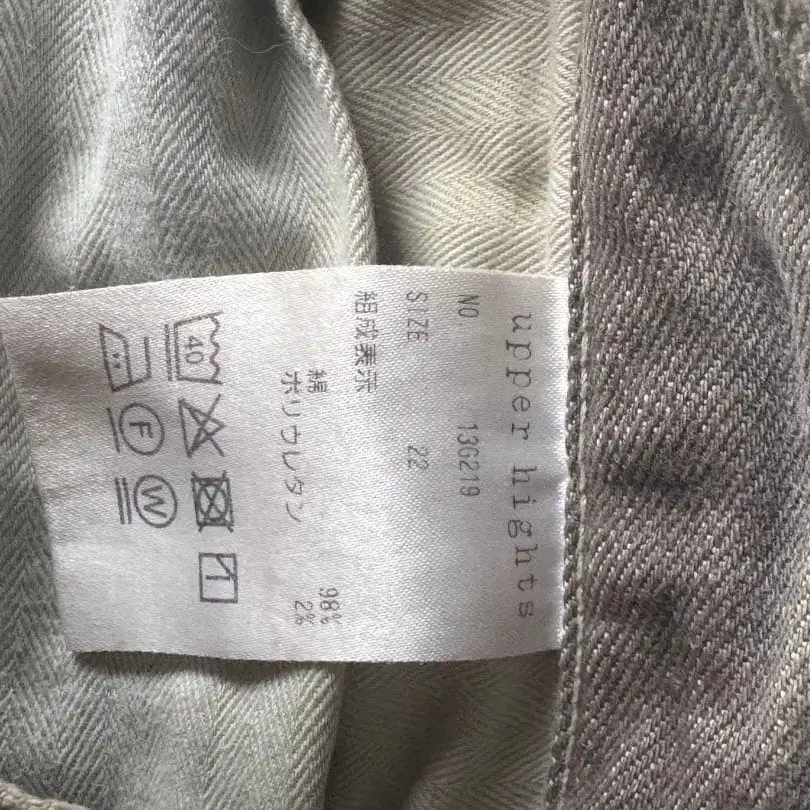 upper hights
NO. 13G219
SIZE 22
組成表示
綿 98%
ポリウレタン 2%
40
F W